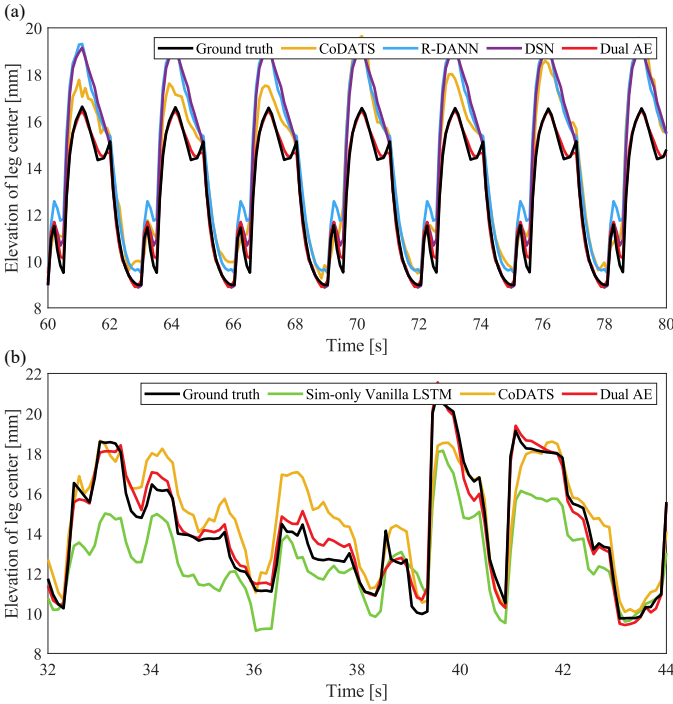 (a)
20
18
16
14
12
10
8
Elevation of leg center [mm]
Ground truth CoDATS R-DANN DSN Dual AE
60 62 64 66 68 70 72 74 76 78 80
Time [s]
(b)
22
20
18
16
14
12
10
8
Elevation of leg center [mm]
Ground truth Sim-only Vanilla LSTM CoDATS Dual AE
32 34 36 38 40 42 44
Time [s]